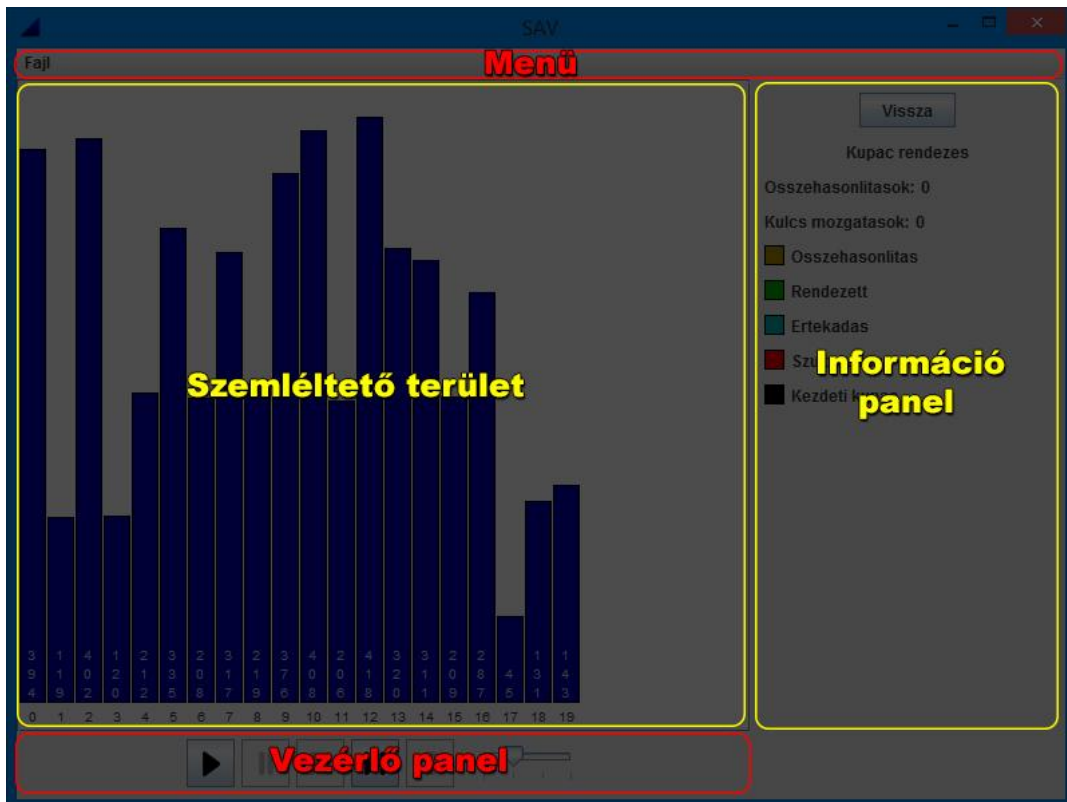 SAV
Fajl
Menü
Vissza
Kupac rendezes
Osszehasonlitasok: 0
Kulcs mozgatasok: 0
Osszehasonlitas
Rendezett
Ertekadas
Kezdeti
Információ
panel
Szemléltető terület
3 1 4 1 2 3 2 3 2 3 4 2 4 3 3 2 2 1 1
9 1 0 2 1 3 0 1 1 7 0 0 1 2 1 0 8 4 3 4
4 9 2 0 2 5 8 7 9 6 8 6 8 0 1 9 7 5 1 3
0 1 2 3 4 5 6 7 8 9 10 11 12 13 14 15 16 17 18 19
Vezérlő panel